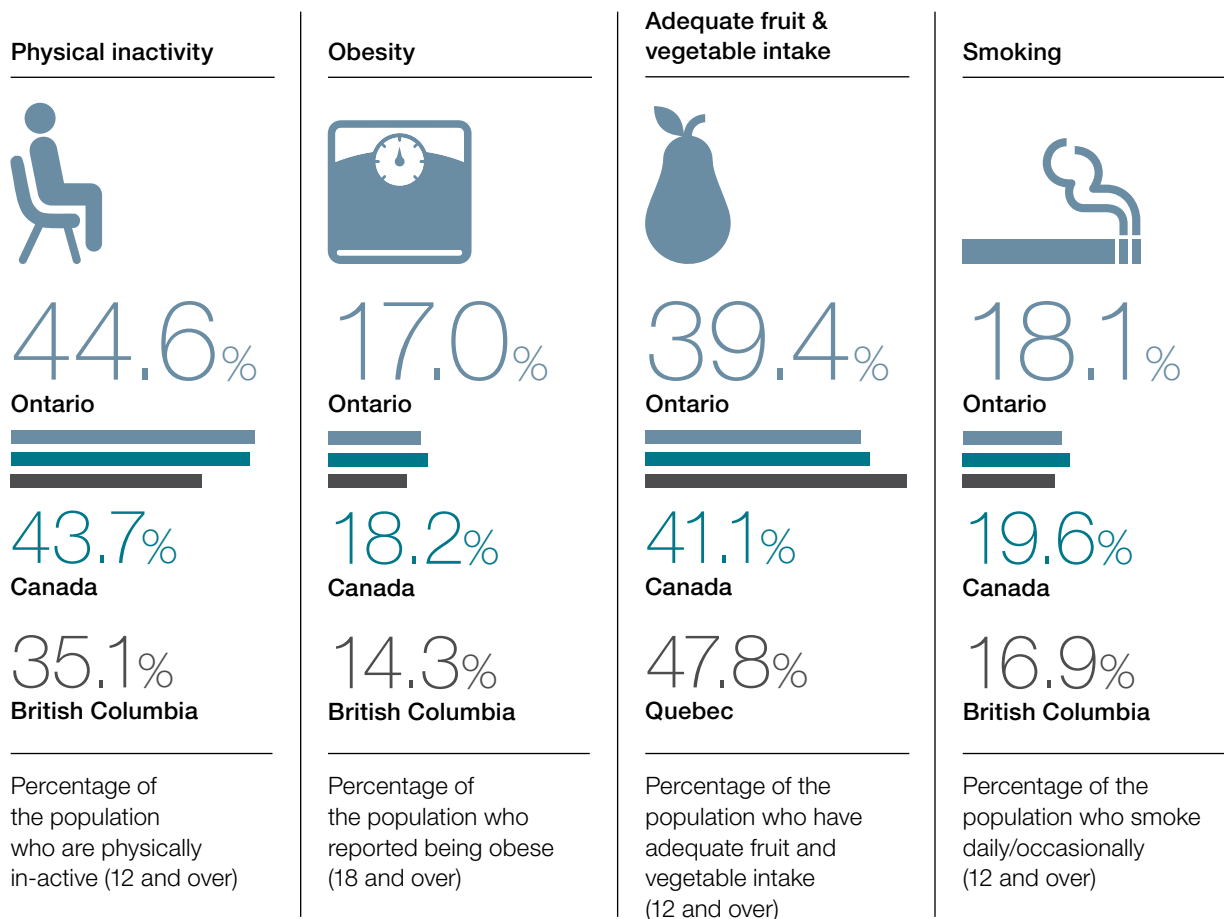 Physical inactivity
44.6%
Ontario
43.7%
Canada
35.1%
British Columbia
Percentage of
the population
who are physically
in-active (12 and over)
Obesity
17.0%
Ontario
18.2%
Canada
14.3%
British Columbia
Percentage of
the population who
reported being obese
(18 and over)
Adequate fruit &
vegetable intake
39.4%
Ontario
41.1%
Canada
47.8%
Quebec
Percentage of the
population who have
adequate fruit and
vegetable intake
(12 and over)
Smoking
18.1%
Ontario
19.6%
Canada
16.9%
British Columbia
Percentage of the
population who smoke
daily/occasionally
(12 and over)